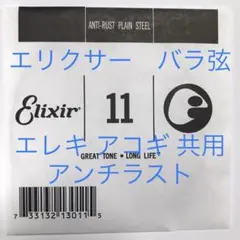 ANTI-RUST PLAIN STEEL
エリクサー　バラ弦
Elixir
11
エレキ アコギ 共用
GREAT TONE • LONG LIFE
アンチラスト
7 33132 13011 5